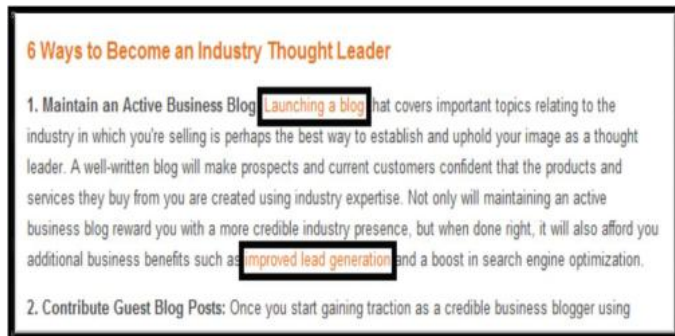 6 Ways to Become an Industry Thought Leader
1. Maintain an Active Business Blog Launching a blog that covers important topics relating to the
industry in which you're selling is perhaps the best way to establish and uphold your image as a thought
leader. A well-written blog will make prospects and current customers confident that the products and
services they buy from you are created using industry expertise. Not only will maintaining an active
business blog reward you with a more credible industry presence, but when done right, it will also afford you
additional business benefits such as improved lead generation and a boost in search engine optimization.
2. Contribute Guest Blog Posts: Once you start gaining traction as a credible business blogger using